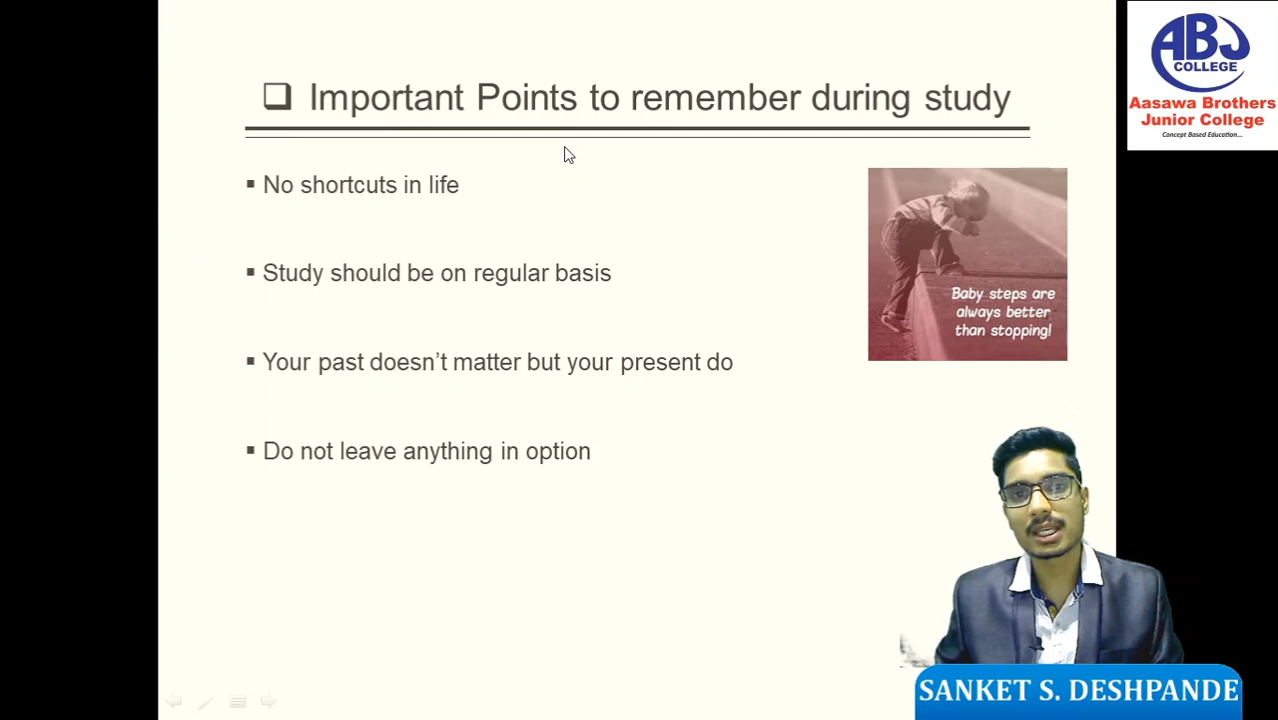 Important Points to remember during study
No shortcuts in life
Study should be on regular basis
Your past doesn't matter but your present do
Do not leave anything in option
Baby steps are
always better
than stopping!
ABJ
COLLEGE
Aasawa Brothers
Junior College
Concept Based Education...
SANKET S. DESHPANDE